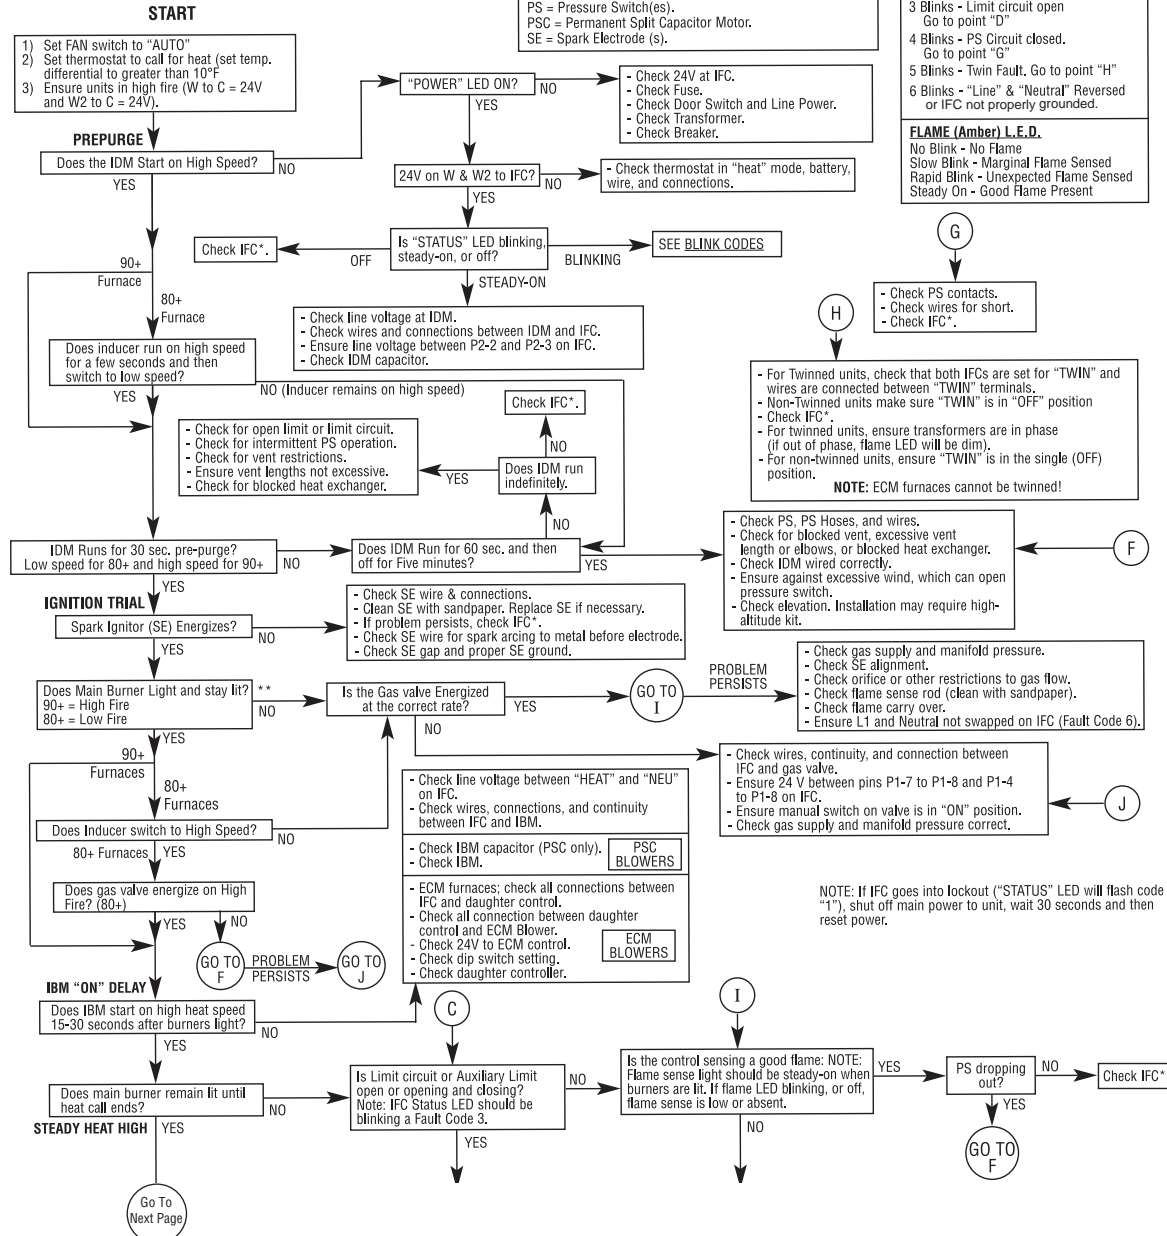 PS = Pressure Switch(es).
PSC = Permanent Split Capacitor Motor.
SE = Spark Electrode (s).
3 Blinks - Limit circuit open
Go to point “D”
4 Blinks - PS Circuit closed.
Go to point “G”
5 Blinks - Twin Fault. Go to point “H”
6 Blinks - “Line” & “Neutral” Reversed
or IFC not properly grounded.
FLAME (Amber) L.E.D.
No Blink - No Flame
Slow Blink - Marginal Flame Sensed
Rapid Blink - Unexpected Flame Sensed
Steady On - Good Flame Present
START
1) Set FAN switch to “AUTO”
2) Set thermostat to call for heat (set temp.
differential to greater than 10°F
3) Ensure units in high fire (W to C = 24V
and W2 to C = 24V).
PREPURGE
Does the IDM Start on High Speed?
NO
YES
“POWER” LED ON?
NO
YES
- Check 24V at IFC.
- Check Fuse.
- Check Door Switch and Line Power.
- Check Transformer.
- Check Breaker.
24V on W & W2 to IFC?
NO
YES
- Check thermostat in “heat” mode, battery,
wire, and connections.
Is “STATUS” LED blinking,
steady-on, or off?
OFF
Check IFC*.
BLINKING
SEE BLINK CODES
STEADY-ON
- Check line voltage at IDM.
- Check wires and connections between IDM and IFC.
- Ensure line voltage between P2-2 and P2-3 on IFC.
- Check IDM capacitor.
G
- Check PS contacts.
- Check wires for short.
- Check IFC*.
H
- For Twinned units, check that both IFCs are set for “TWIN” and
wires are connected between “TWIN” terminals.
- Non-Twinned units make sure “TWIN” is in “OFF” position
- Check IFC*.
- For twinned units, ensure transformers are in phase
(if out of phase, flame LED will be dim).
- For non-twinned units, ensure “TWIN” is in the single (OFF)
position.
NOTE: ECM furnaces cannot be twinned!
90+
Furnace
80+
Furnace
Does inducer run on high speed
for a few seconds and then
switch to low speed?
NO (Inducer remains on high speed)
YES
Check IFC*.
NO
- Check for open limit or limit circuit.
- Check for intermittent PS operation.
- Check for vent restrictions.
- Ensure vent lengths not excessive.
- Check for blocked heat exchanger.
YES
Does IDM run
indefinitely.
NO
IDM Runs for 30 sec. pre-purge?
Low speed for 80+ and high speed for 90+
NO
YES
Does IDM Run for 60 sec. and then
off for Five minutes?
YES
- Check PS, PS Hoses, and wires.
- Check for blocked vent, excessive vent
length or elbows, or blocked heat exchanger.
- Check IDM wired correctly.
- Ensure against excessive wind, which can open
pressure switch.
- Check elevation. Installation may require high-
altitude kit.
F
IGNITION TRIAL
Spark Ignitor (SE) Energizes?
NO
YES
- Check SE wire & connections.
- Clean SE with sandpaper. Replace SE if necessary.
- If problem persists, check IFC*.
- Check SE wire for spark arcing to metal before electrode.
- Check SE gap and proper SE ground.
Does Main Burner Light and stay lit?
90+ = High Fire
80+ = Low Fire
**
NO
YES
Is the Gas valve Energized
at the correct rate?
YES
NO
GO TO
I
PROBLEM
PERSISTS
- Check gas supply and manifold pressure.
- Check SE alignment.
- Check orifice or other restrictions to gas flow.
- Check flame sense rod (clean with sandpaper).
- Check flame carry over.
- Ensure L1 and Neutral not swapped on IFC (Fault Code 6).
- Check wires, continuity, and connection between
IFC and gas valve.
- Ensure 24 V between pins P1-7 to P1-8 and P1-4
to P1-8 on IFC.
- Ensure manual switch on valve is in “ON” position.
- Check gas supply and manifold pressure correct.
J
90+
Furnaces
80+
Furnaces
Does Inducer switch to High Speed?
NO
80+ Furnaces YES
Does gas valve energize on High
Fire? (80+)
YES
NO
GO TO
F
PROBLEM
PERSISTS
GO TO
J
- Check line voltage between “HEAT” and “NEU”
on IFC.
- Check wires, connections, and continuity
between IFC and IBM.
- Check IBM capacitor (PSC only).
- Check IBM.
PSC
BLOWERS
- ECM furnaces; check all connections between
IFC and daughter control.
- Check all connection between daughter
control and ECM Blower.
- Check 24V to ECM control.
- Check dip switch setting.
- Check daughter controller.
ECM
BLOWERS
NOTE: If IFC goes into lockout (“STATUS” LED will flash code
“1”), shut off main power to unit, wait 30 seconds and then
reset power.
IBM “ON” DELAY
Does IBM start on high heat speed
15-30 seconds after burners light?
NO
YES
Does main burner remain lit until
heat call ends?
NO
STEADY HEAT HIGH
YES
Go To
Next Page
C
Is Limit circuit or Auxiliary Limit
open or opening and closing?
Note: IFC Status LED should be
blinking a Fault Code 3.
NO
YES
I
Is the control sensing a good flame: NOTE:
Flame sense light should be steady-on when
burners are lit. If flame LED blinking, or off,
flame sense is low or absent.
YES
NO
PS dropping
out?
NO
Check IFC*
YES
GO TO
F